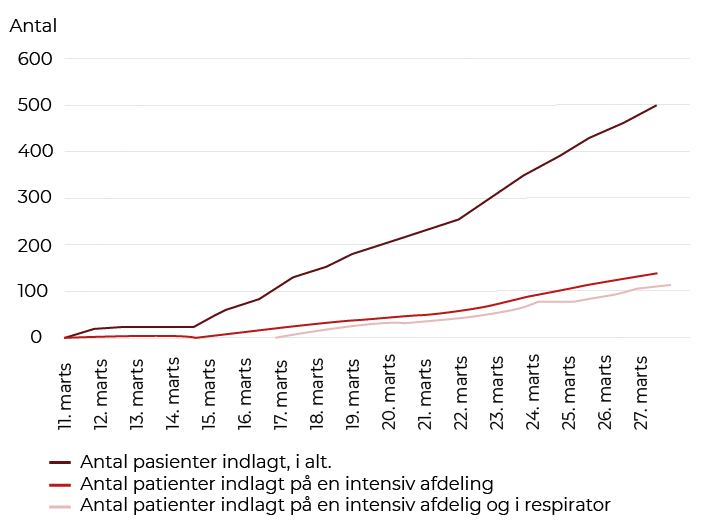 Antal
600
500
400
300
200
100
0
11. marts
12. marts
13. marts
14. marts
15. marts
16. marts
17. marts
18. marts
19. marts
20. marts
21. marts
22. marts
23. marts
24. marts
25. marts
26. marts
27. marts
Antal pasienter indlagt, i alt.
Antal patienter indlagt på en intensiv afdeling
Antal patienter indlagt på en intensiv afdelig og i respirator